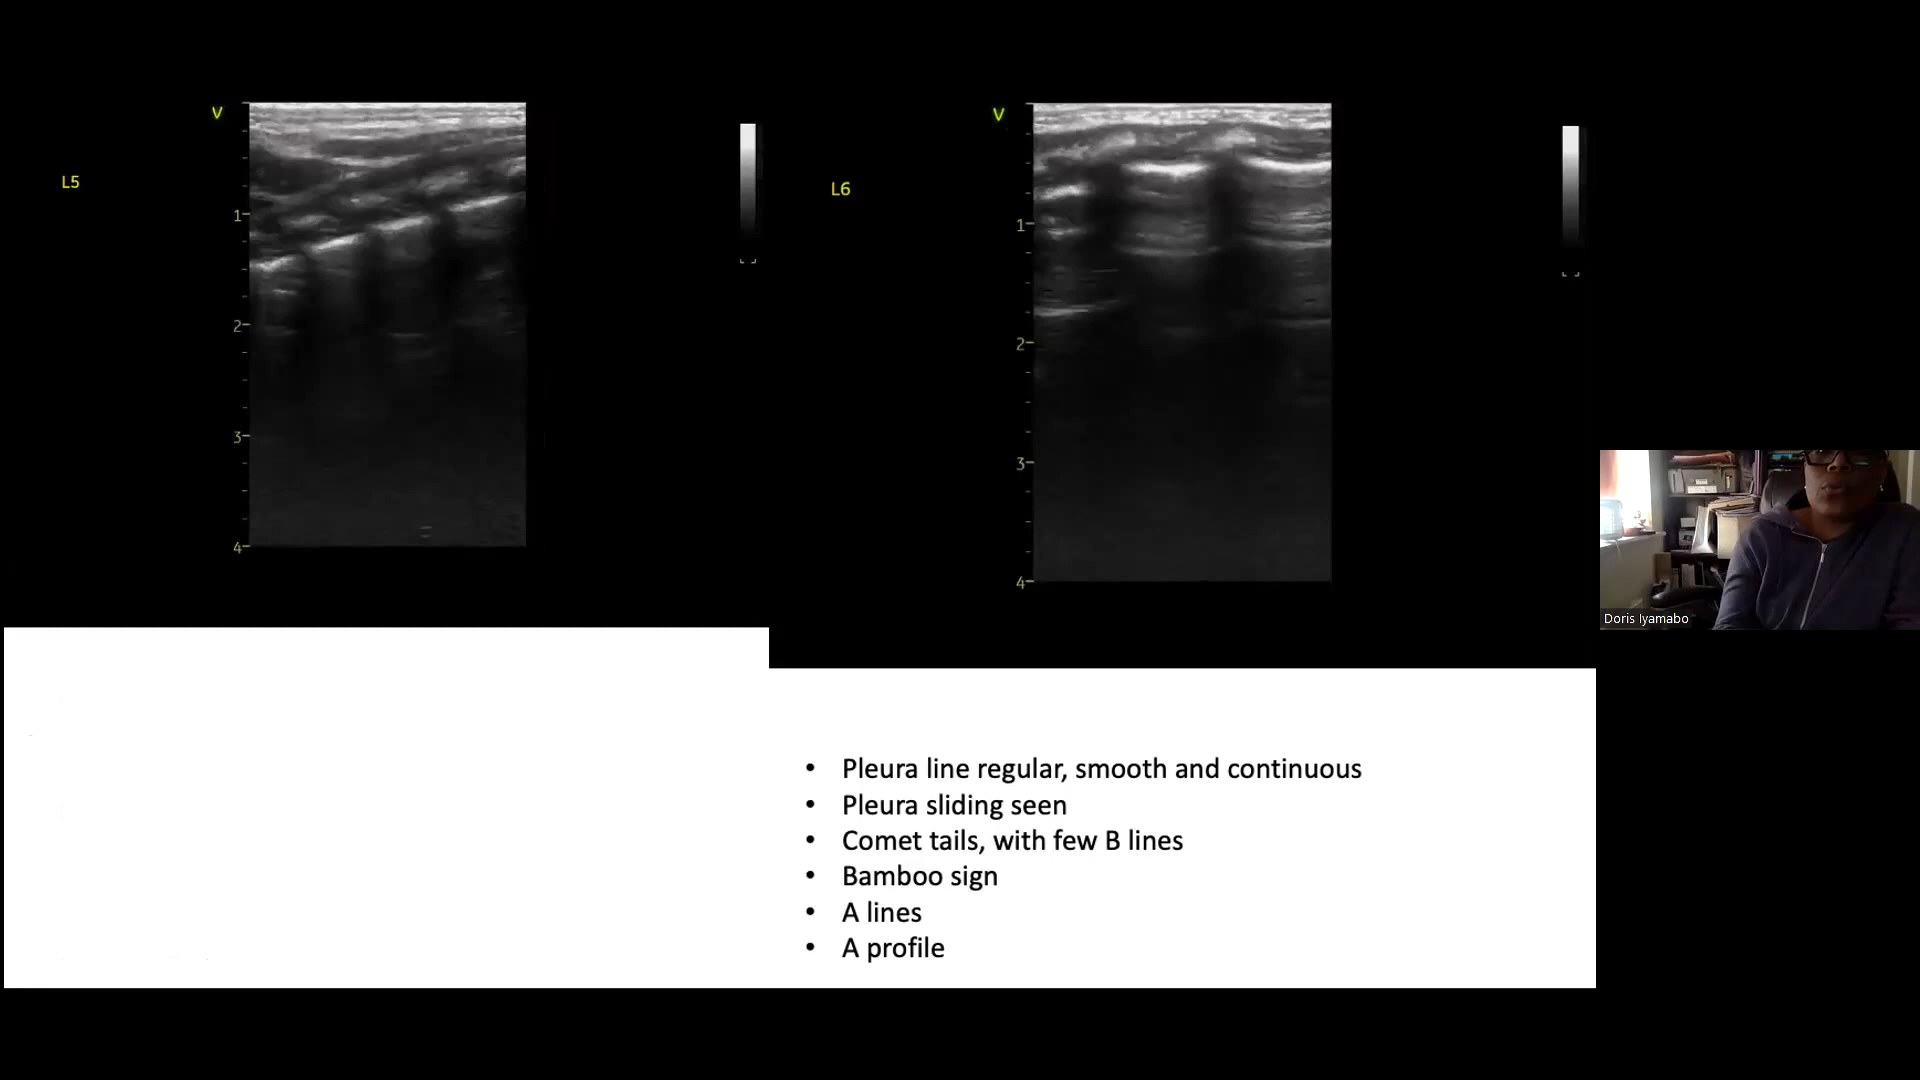 V
L5
1
2
3
4
V
L6
1
2
3
4
Doris Iyamabo
• Pleura line regular, smooth and continuous
• Pleura sliding seen
• Comet tails, with few B lines
• Bamboo sign
• A lines
• A profile